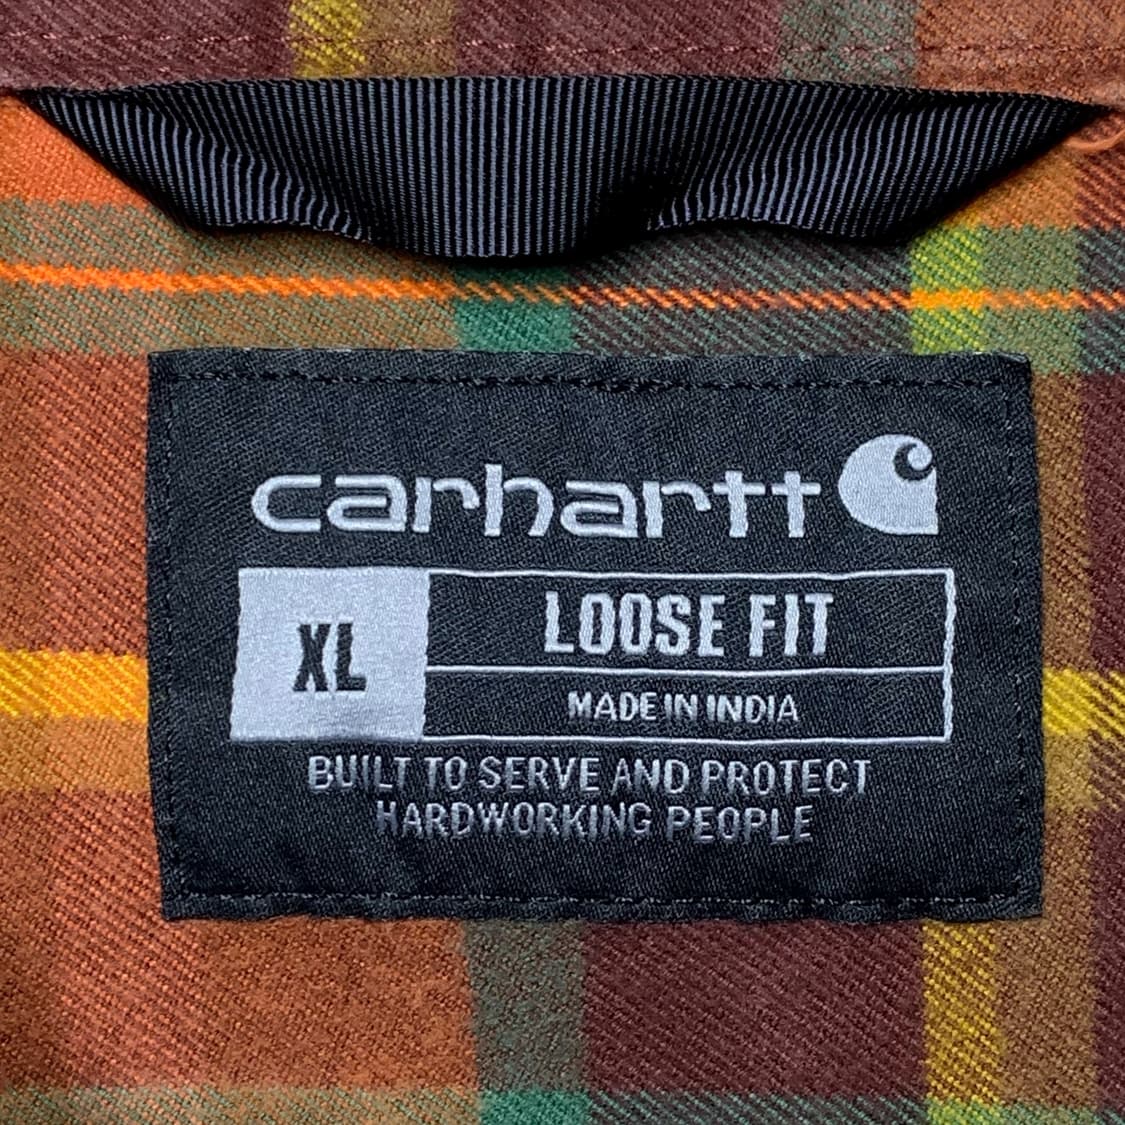 carhartt
XL
LOOSE FIT
MADE IN INDIA
BUILT TO SERVE AND PROTECT
HARDWORKING PEOPLE